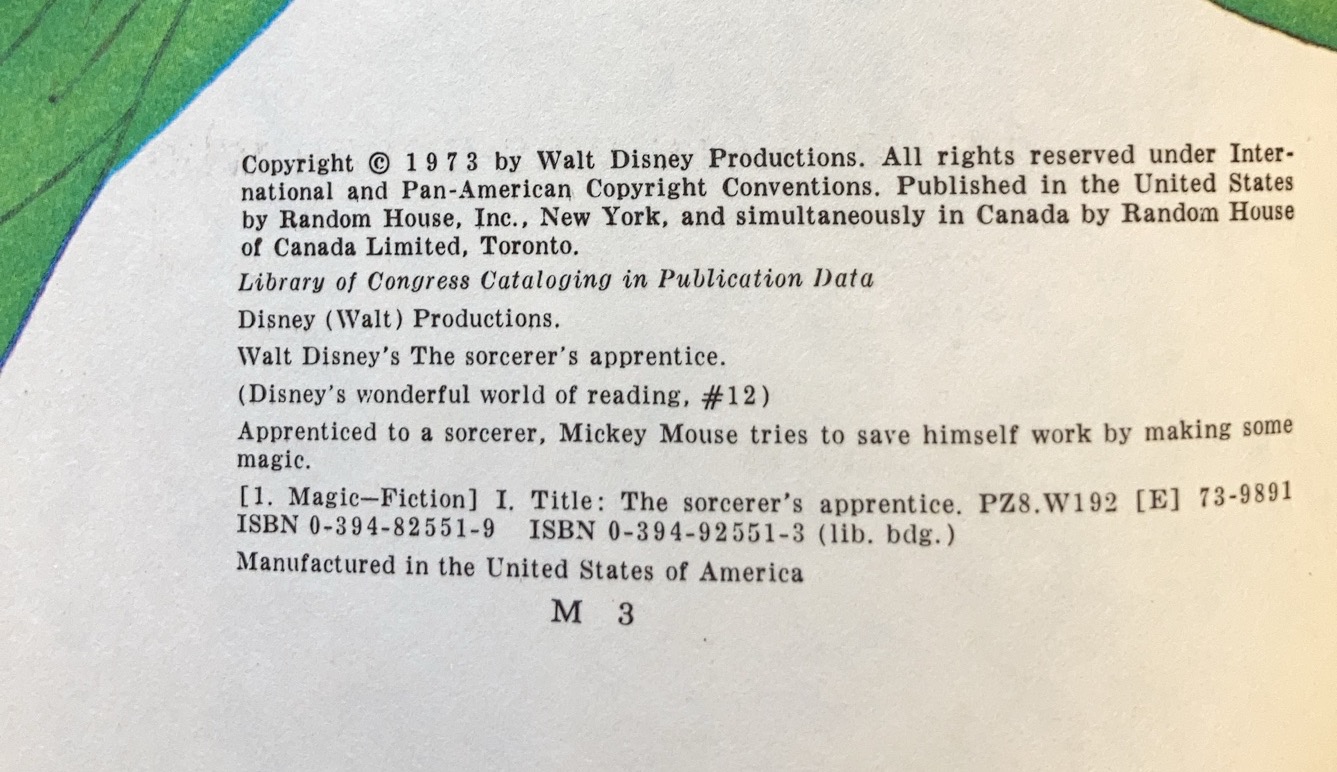 Copyright © 1973 by Walt Disney Productions. All rights reserved under Inter-
national and Pan-American Copyright Conventions. Published in the United States
by Random House, Inc., New York, and simultaneously in Canada by Random House
of Canada Limited, Toronto.
Library of Congress Cataloging in Publication Data
Disney (Walt) Productions.
Walt Disney's The sorcerer's apprentice.
(Disney's wonderful world of reading, #12)
Apprenticed to a sorcerer, Mickey Mouse tries to save himself work by making some
magic.
[1. Magic—Fiction] I. Title: The sorcerer's apprentice. PZ8.W192 [E] 73-9891
ISBN 0-394-82551-9 ISBN 0-394-92551-3 (lib. bdg.)
Manufactured in the United States of America
M 3